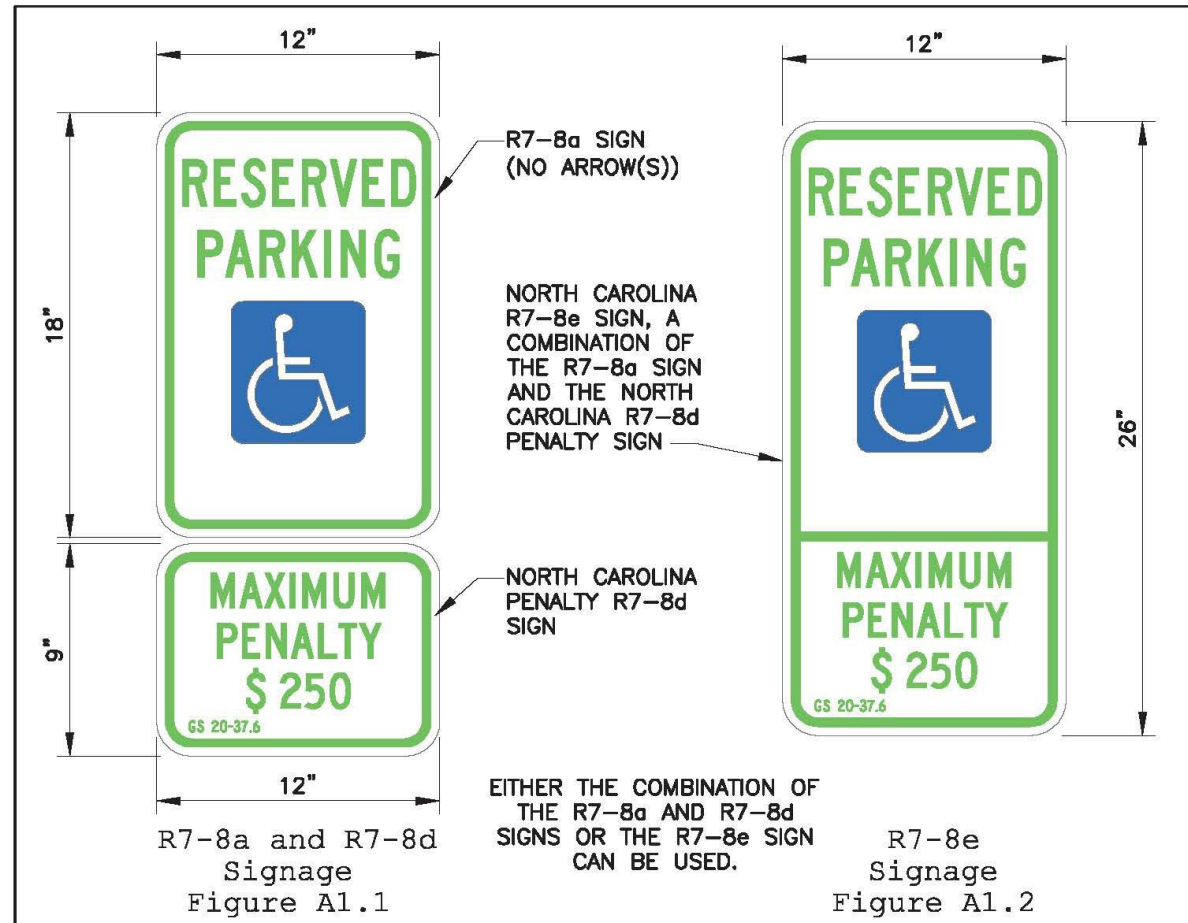 12"
18"
RESERVED
PARKING
R7-8a SIGN
(NO ARROW(S))
9"
MAXIMUM
PENALTY
$ 250
GS 20-37.6
NORTH CAROLINA
PENALTY R7-8d
SIGN
12"
R7-8a and R7-8d
Signage
Figure A1.1
NORTH CAROLINA
R7-8e SIGN, A
COMBINATION OF
THE R7-8a SIGN
AND THE NORTH
CAROLINA R7-8d
PENALTY SIGN
EITHER THE COMBINATION OF
THE R7-8a AND R7-8d
SIGNS OR THE R7-8e SIGN
CAN BE USED.
12"
26"
RESERVED
PARKING
MAXIMUM
PENALTY
$ 250
GS 20-37.6
R7-8e
Signage
Figure A1.2